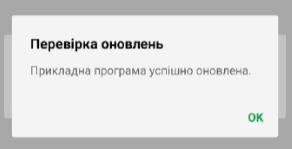 Перевірка оновлень
Прикладна програма успішно оновлена.
OK